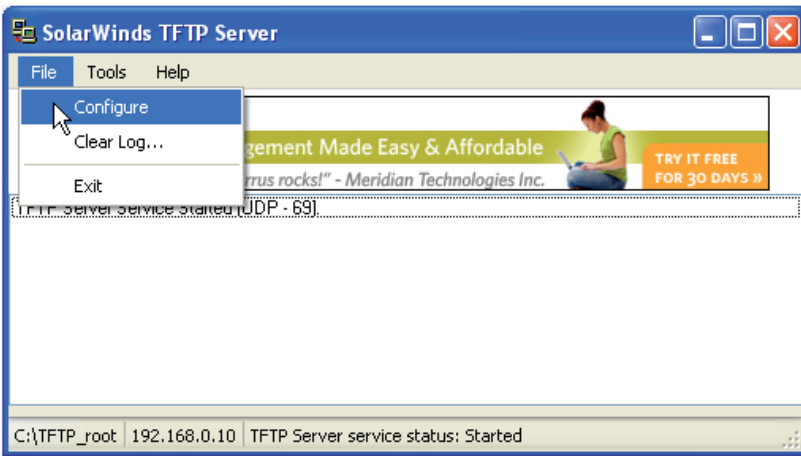 SolarWinds TFTP Server
File Tools Help
Configure
Clear Log...
Exit
gement Made Easy & Affordable
rrus rocks!" - Meridian Technologies Inc.
TRY IT FREE
FOR 30 DAYS »
TFTP Server Service Started (UDP - 69).
C:\TFTP_root 192.168.0.10 TFTP Server service status: Started